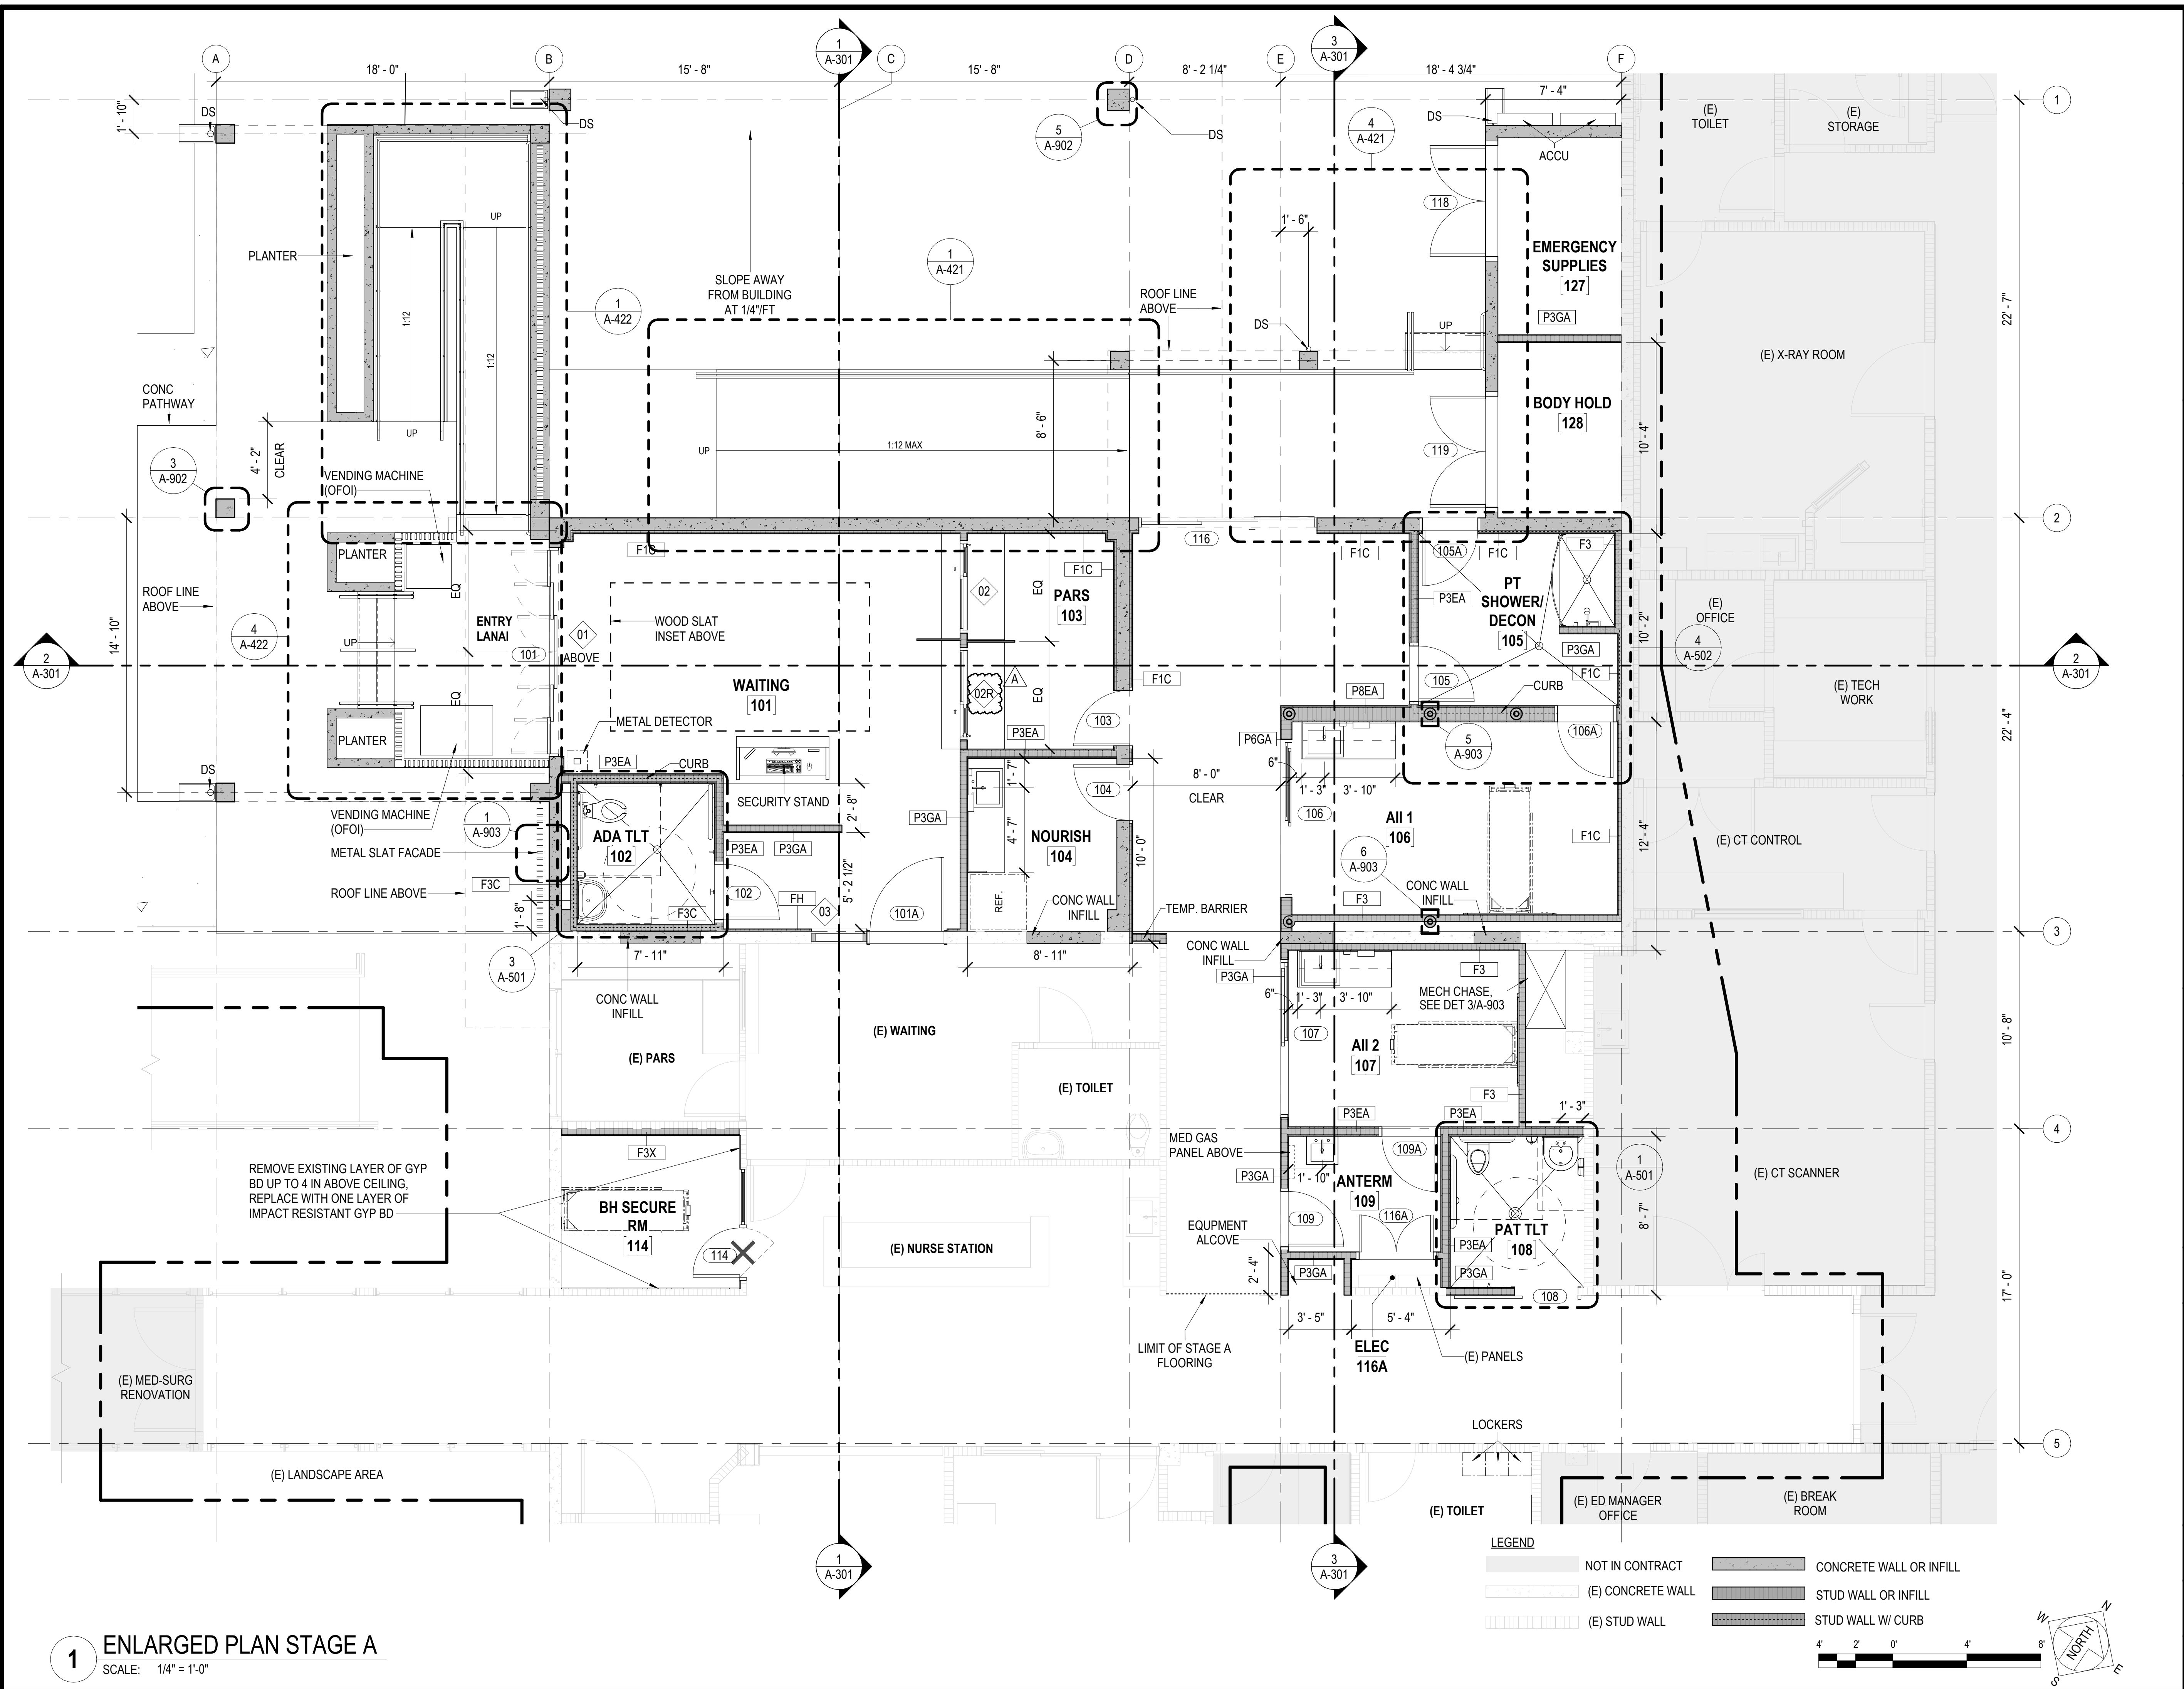 1
A-301
3
A-301
A
B
C
D
E
F
18' - 0"
15' - 8"
15' - 8"
8' - 2 1/4"
18' - 4 3/4"
7' - 4"
1' - 10"
DS
DS
DS
DS
5
A-902
4
A-421
ACCU
(E)
TOILET
(E)
STORAGE
1
118
1' - 6"
UP
PLANTER
EMERGENCY
SUPPLIES
127
SLOPE AWAY
FROM BUILDING
AT 1/4"/FT
1
A-421
1
A-422
ROOF LINE
ABOVE
DS
UP
P3GA
22' - 7"
1:12
1:12
(E) X-RAY ROOM
CONC
PATHWAY
BODY HOLD
128
8' - 6"
10' - 4"
UP
UP
1:12 MAX
119
4' - 2"
CLEAR
3
A-902
VENDING MACHINE
(OFOI)
2
PLANTER
F1C
116
F1C
105A
F1C
F3
F1C
EQ
EQ
02
PARS
103
PT
SHOWER/
DECON
105
P3EA
(E)
OFFICE
ROOF LINE
ABOVE
14' - 10"
4
A-422
ENTRY
LANAI
WOOD SLAT
INSET ABOVE
01
ABOVE
101
UP
10' - 2"
4
A-502
P3GA
2
A-301
2
A-301
WAITING
101
02R
A
EQ
EQ
F1C
105
F1C
CURB
P8EA
(E) TECH
WORK
METAL DETECTOR
103
P3EA
PLANTER
P6GA
5
A-903
106A
22' - 4"
DS
P3EA
CURB
6"
1' - 7"
8' - 0"
CLEAR
1' - 3"
3' - 10"
104
SECURITY STAND
2' - 8"
VENDING MACHINE
(OFOI)
1
A-903
METAL SLAT FACADE
ADA TLT
102
P3EA
P3GA
P3GA
4' - 7"
NOURISH
104
10' - 0"
106
AII 1
106
F1C
12' - 4"
(E) CT CONTROL
6
A-903
F3C
ROOF LINE ABOVE
102
FH
03
5' - 2 1/2"
101A
REF.
CONC WALL
INFILL
F3
CONC WALL
INFILL
1' - 8"
F3C
TEMP. BARRIER
3
3
A-501
7' - 11"
8' - 11"
CONC WALL
INFILL
P3GA
F3
CONC WALL
INFILL
6"
1' - 3"
3' - 10"
MECH CHASE,
SEE DET 3/A-903
107
(E) WAITING
(E) PARS
AII 2
107
10' - 8"
(E) TOILET
F3
P3EA
P3EA
1' - 3"
4
MED GAS
PANEL ABOVE
109A
F3X
REMOVE EXISTING LAYER OF GYP
BD UP TO 4 IN ABOVE CEILING,
REPLACE WITH ONE LAYER OF
IMPACT RESISTANT GYP BD
P3GA
1' - 10"
ANTERM
109
1
A-501
(E) CT SCANNER
BH SECURE
RM
114
114
(E) NURSE STATION
EQUPMENT
ALCOVE
109
116A
PAT TLT
108
P3EA
8' - 7"
2' - 4"
P3GA
P3GA
108
17' - 0"
3' - 5"
5' - 4"
LIMIT OF STAGE A
FLOORING
ELEC
116A
(E) PANELS
(E) MED-SURG
RENOVATION
LOCKERS
5
(E) LANDSCAPE AREA
(E) TOILET
(E) ED MANAGER
OFFICE
(E) BREAK
ROOM
1
A-301
3
A-301
LEGEND
NOT IN CONTRACT
(E) CONCRETE WALL
(E) STUD WALL
CONCRETE WALL OR INFILL
STUD WALL OR INFILL
STUD WALL W/ CURB
1
ENLARGED PLAN STAGE A
SCALE: 1/4" = 1'-0"
4'
2'
0'
4'
8'
W
N
NORTH
S
E